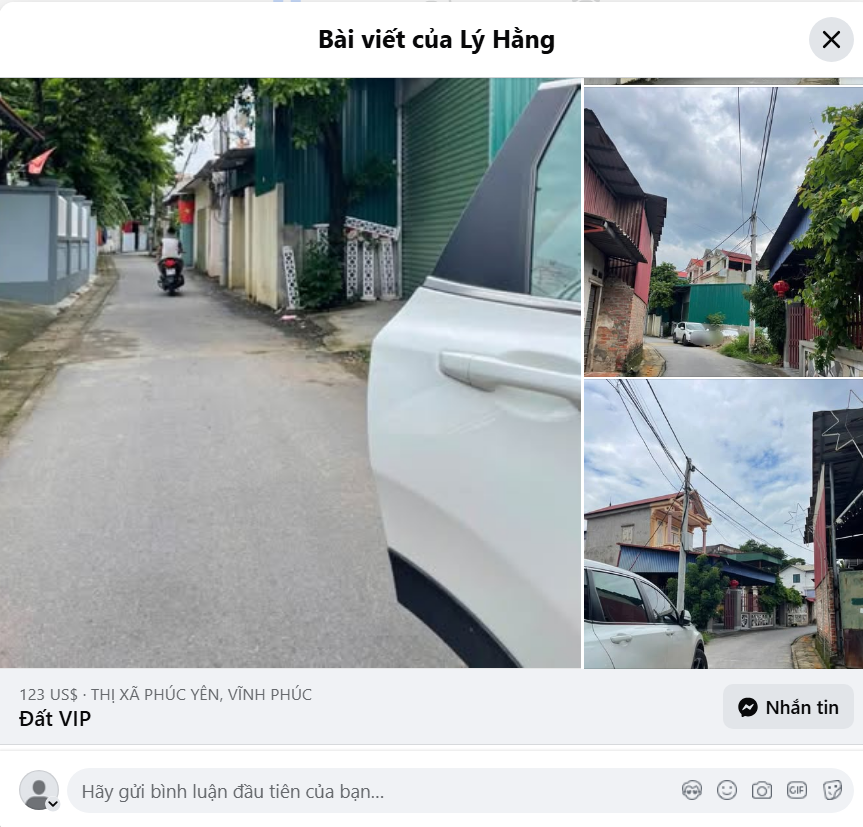 Bài viết của Lý Hằng
123 US$ · THỊ XÃ PHÚC YÊN, VĨNH PHÚC
Đất VIP
Nhắn tin
Hãy gửi bình luận đầu tiên của bạn...
GIF